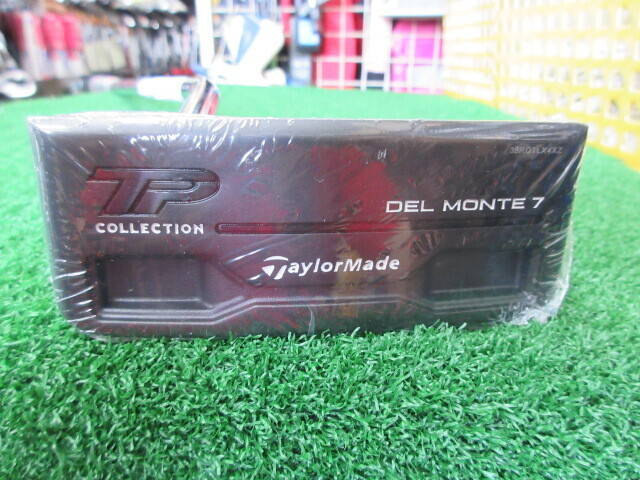 TP
COLLECTION
DEL MONTE 7
TaylorMade